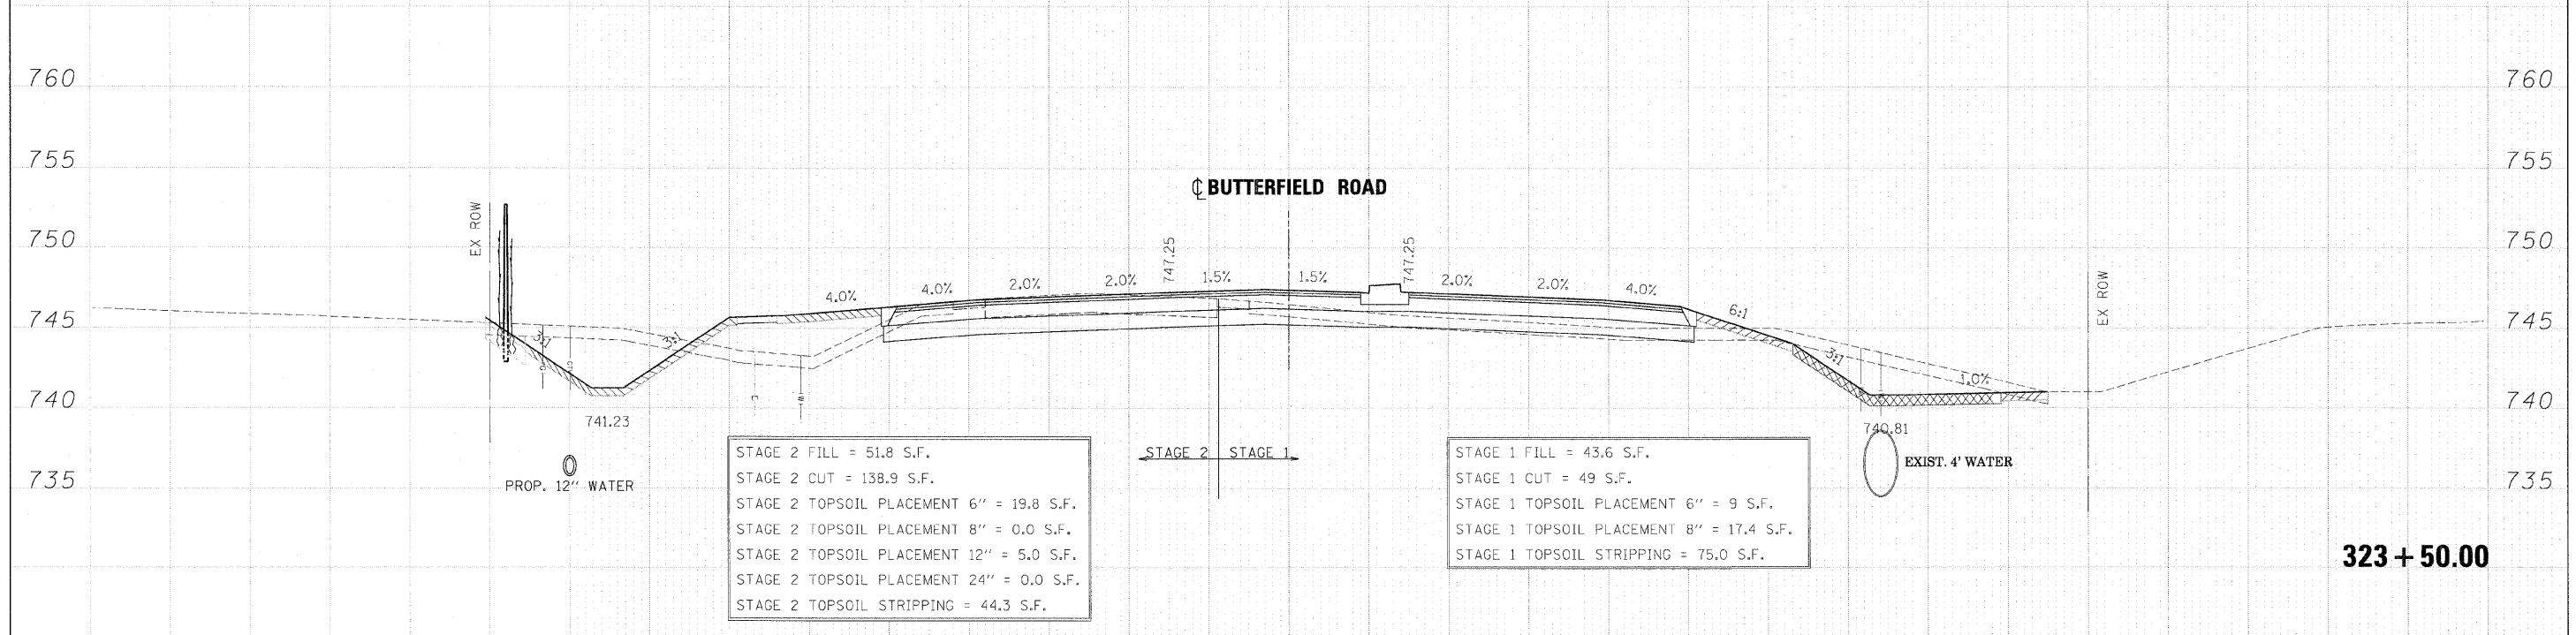 760 760
755 755
℄ BUTTERFIELD ROAD
750 750
EX ROW
747.25
747.25
EX ROW
4.0% 4.0% 2.0% 2.0% 1.5% 1.5% 2.0% 2.0% 4.0%
745 745
3:1 3:1 6:1 3:1 1.0%
740 740
741.23
740.81
STAGE 2 STAGE 1
EXIST. 4' WATER
735 735
PROP. 12" WATER
STAGE 2 FILL = 51.8 S.F.
STAGE 2 CUT = 138.9 S.F.
STAGE 2 TOPSOIL PLACEMENT 6" = 19.8 S.F.
STAGE 2 TOPSOIL PLACEMENT 8" = 0.0 S.F.
STAGE 2 TOPSOIL PLACEMENT 12" = 5.0 S.F.
STAGE 2 TOPSOIL PLACEMENT 24" = 0.0 S.F.
STAGE 2 TOPSOIL STRIPPING = 44.3 S.F.
STAGE 1 FILL = 43.6 S.F.
STAGE 1 CUT = 49 S.F.
STAGE 1 TOPSOIL PLACEMENT 6" = 9 S.F.
STAGE 1 TOPSOIL PLACEMENT 8" = 17.4 S.F.
STAGE 1 TOPSOIL STRIPPING = 75.0 S.F.
323 + 50.00